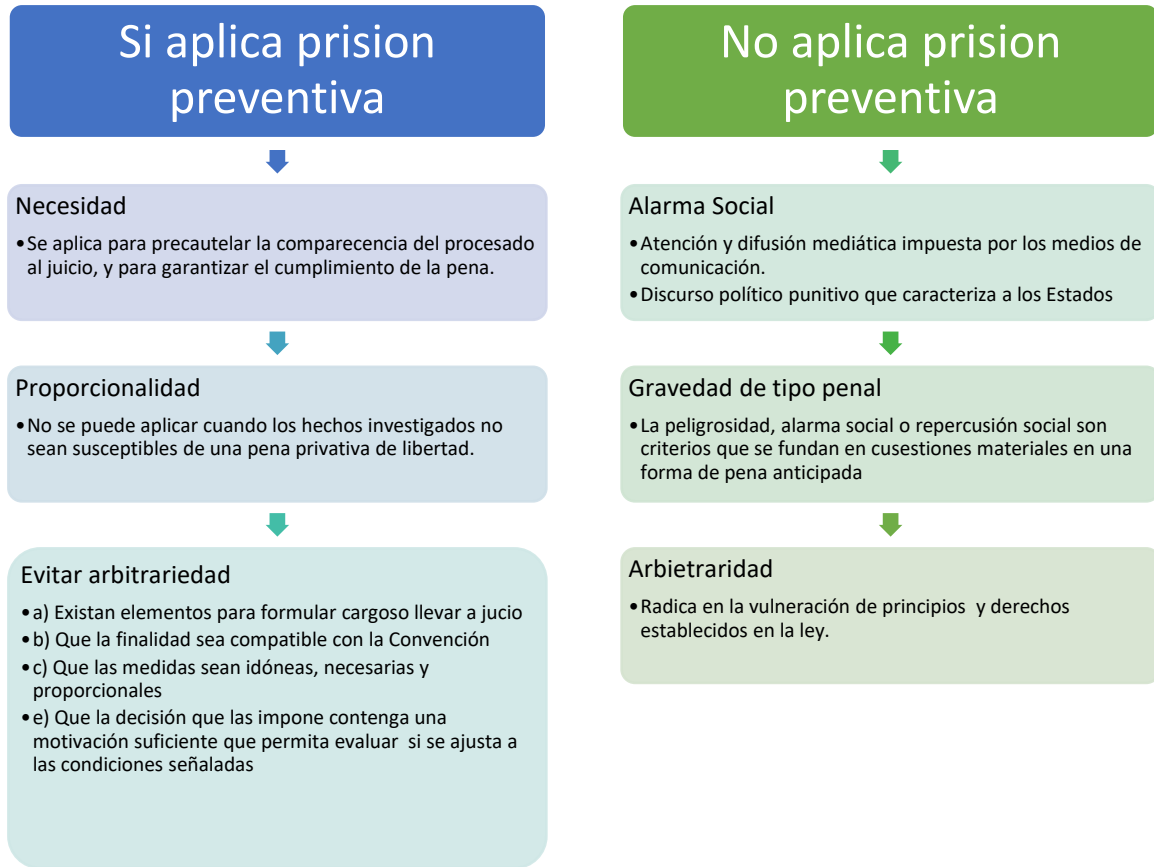 Si aplica prision
preventiva
Necesidad
•Se aplica para precautelar la comparecencia del procesado
al juicio, y para garantizar el cumplimiento de la pena.
Proporcionalidad
•No se puede aplicar cuando los hechos investigados no
sean susceptibles de una pena privativa de libertad.
Evitar arbitrariedad
•a) Existan elementos para formular cargoso llevar a jucio
•b) Que la finalidad sea compatible con la Convención
•c) Que las medidas sean idóneas, necesarias y
proporcionales
•e) Que la decisión que las impone contenga una
motivación suficiente que permita evaluar si se ajusta a
las condiciones señaladas
No aplica prision
preventiva
Alarma Social
•Atención y difusión mediática impuesta por los medios de
comunicación.
•Discurso político punitivo que caracteriza a los Estados
Gravedad de tipo penal
•La peligrosidad, alarma social o repercusión social son
criterios que se fundan en cusestiones materiales en una
forma de pena anticipada
Arbietraridad
•Radica en la vulneración de principios y derechos
establecidos en la ley.